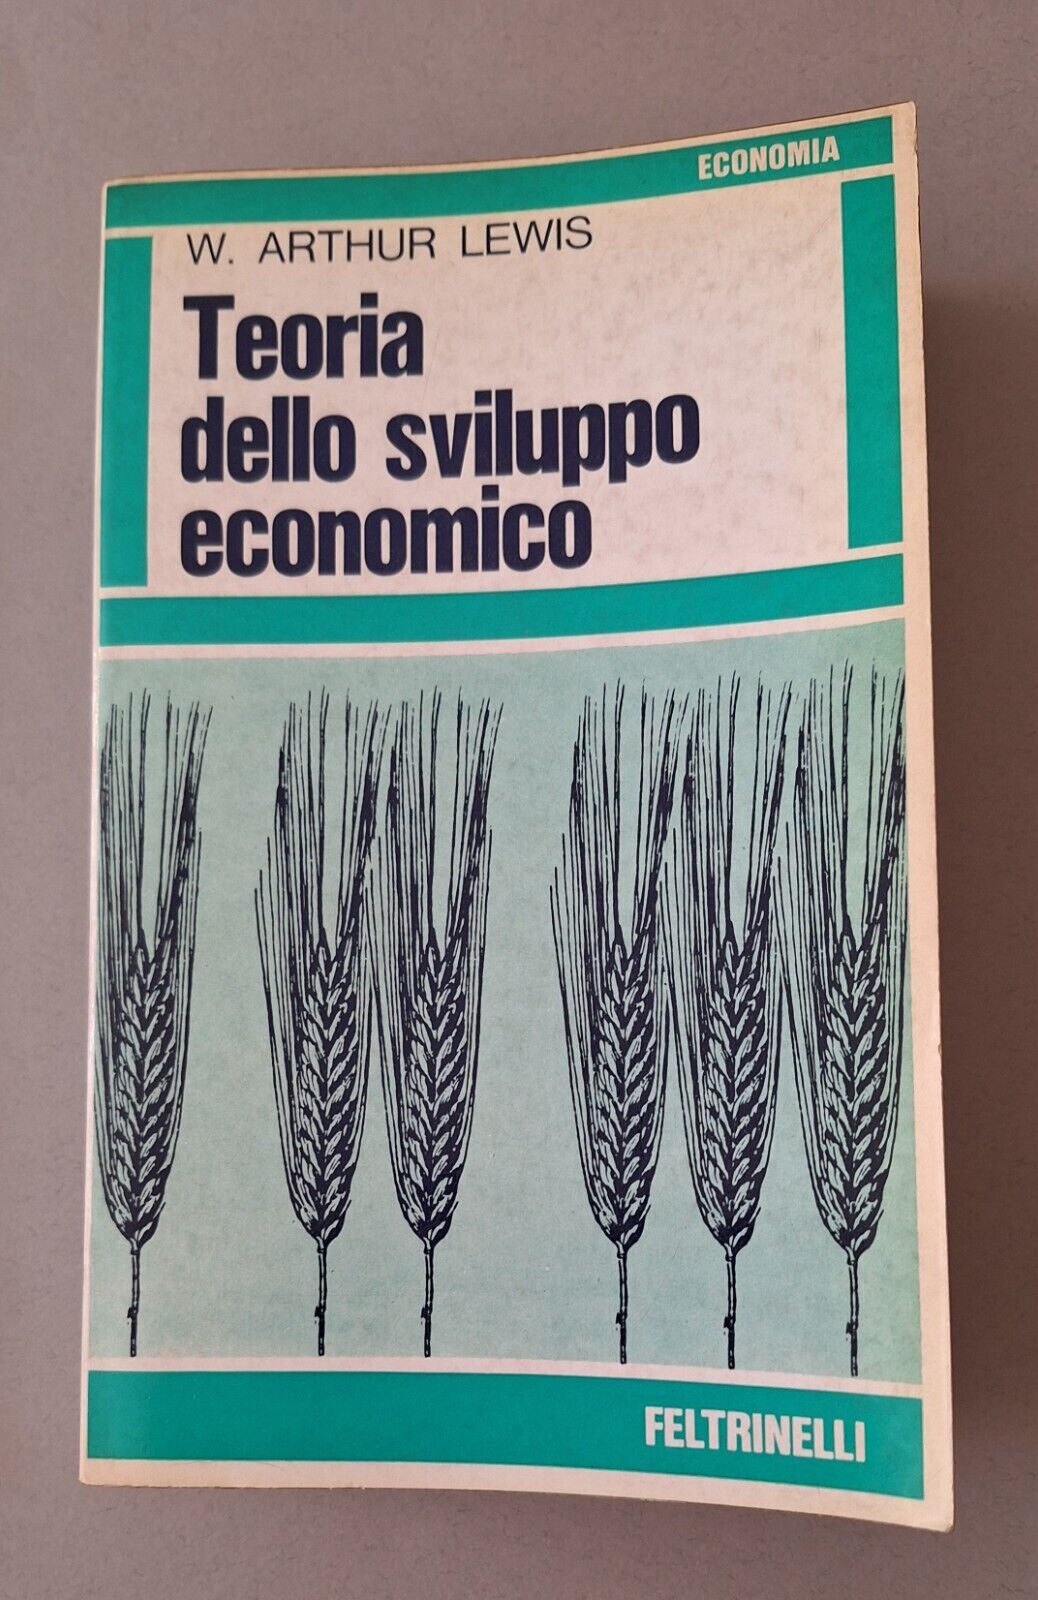 ECONOMIA
W. ARTHUR LEWIS
Teoria
dello sviluppo
economico
FELTRINELLI